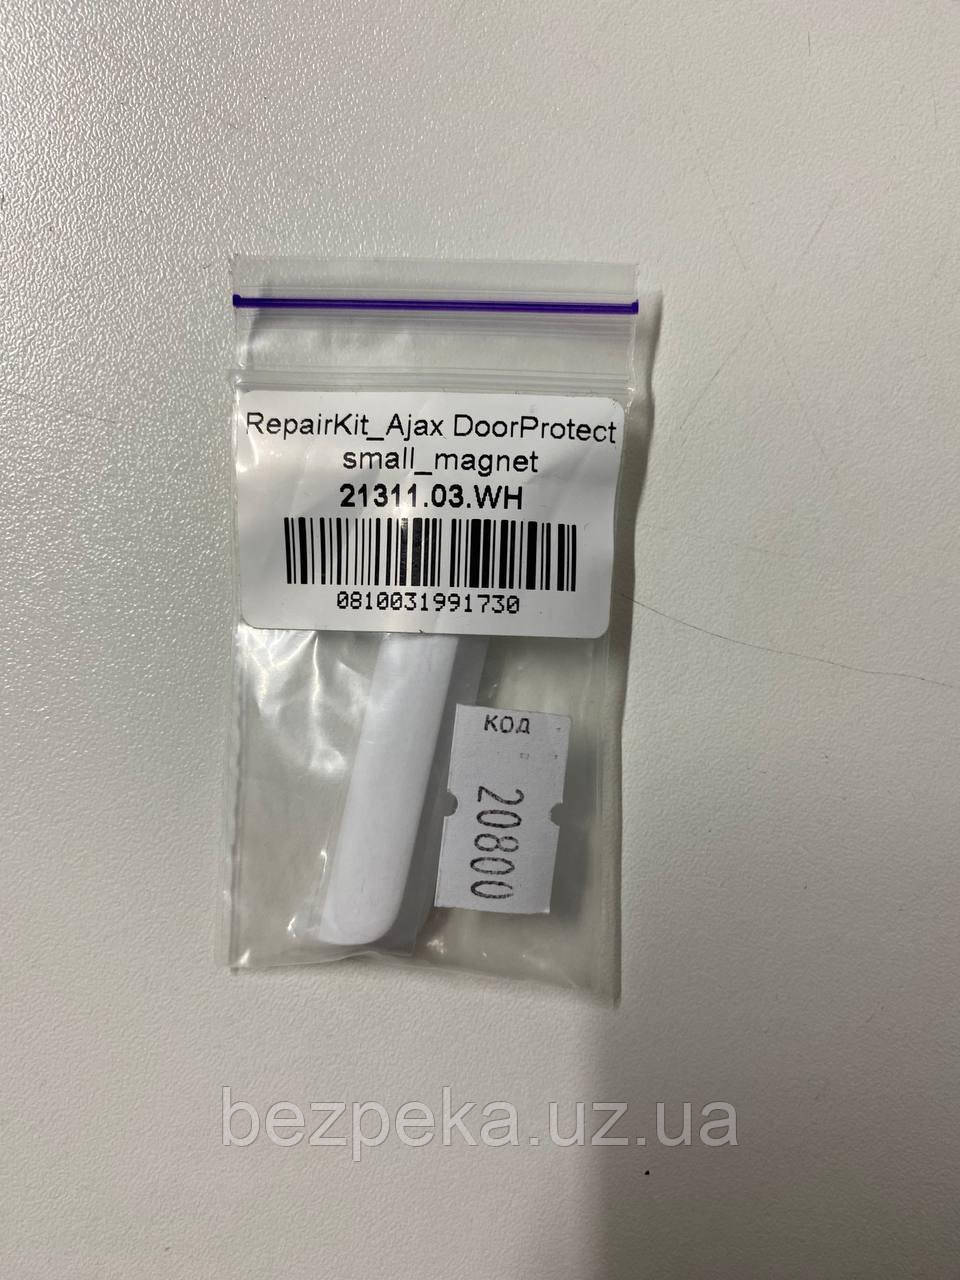 RepairKit_Ajax DoorProtect
small_magnet
21311.03.WH
0810031991730
код
20800
bezpeka.uz.ua